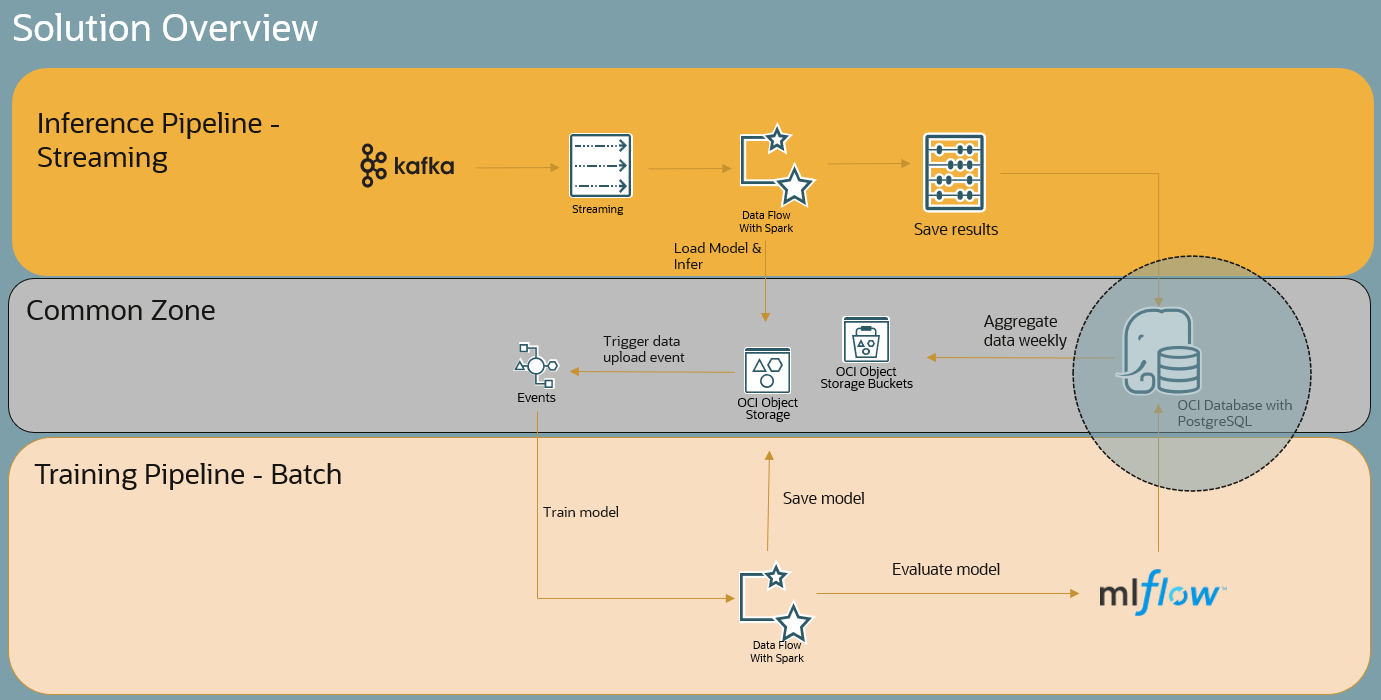 Solution Overview
Inference Pipeline -
Streaming
kafka
Streaming
Data Flow
With Spark
Save results
Load Model &
Infer
Common Zone
Events
Trigger data
upload event
OCI Object
Storage
OCI Object
Storage Buckets
Aggregate
data weekly
OCI Database with
PostgreSQL
Training Pipeline - Batch
Train model
Save model
Data Flow
With Spark
Evaluate model
mlflow™